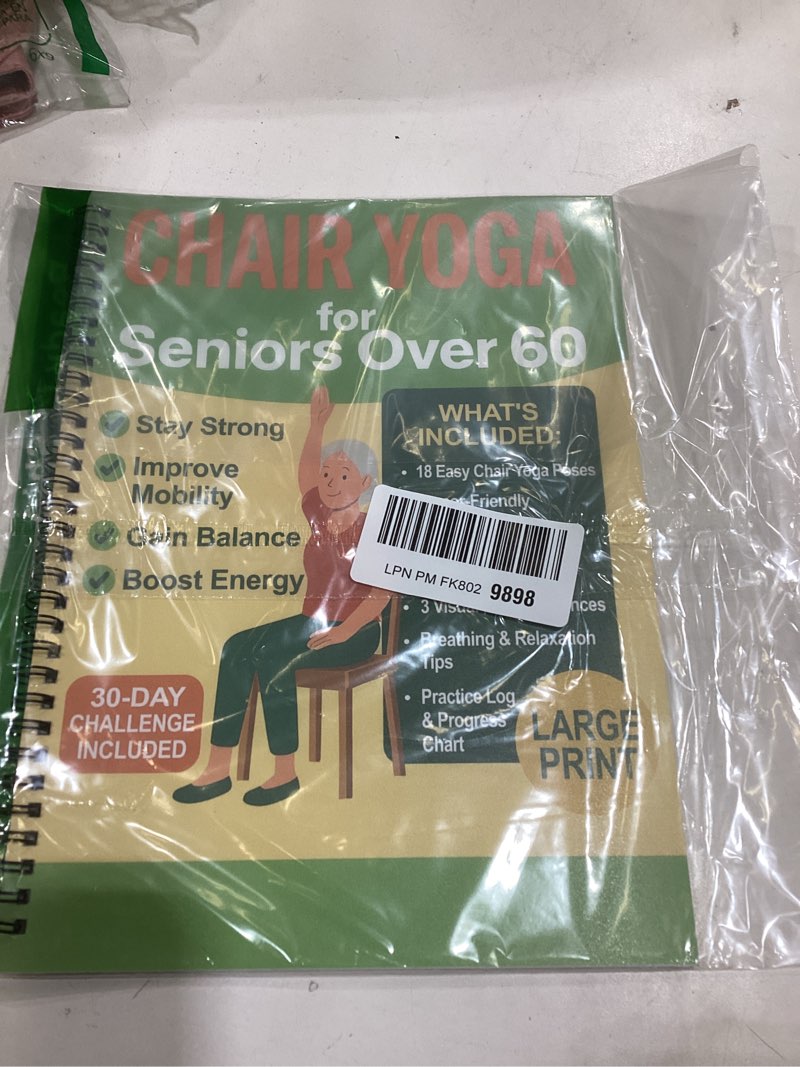 CHAIR YOGA
for
Seniors Over 60
Stay Strong
Improve
Mobility
Gain Balance
Boost Energy
30-DAY
CHALLENGE
INCLUDED
WHAT'S
INCLUDED:
• 18 Easy Chair Yoga Poses
-Friendly
LPN PM FK802 9898
• 3
• Breathing & Relaxation
Tips
• Practice Log
& Progress
Chart
LARGE
PRINT